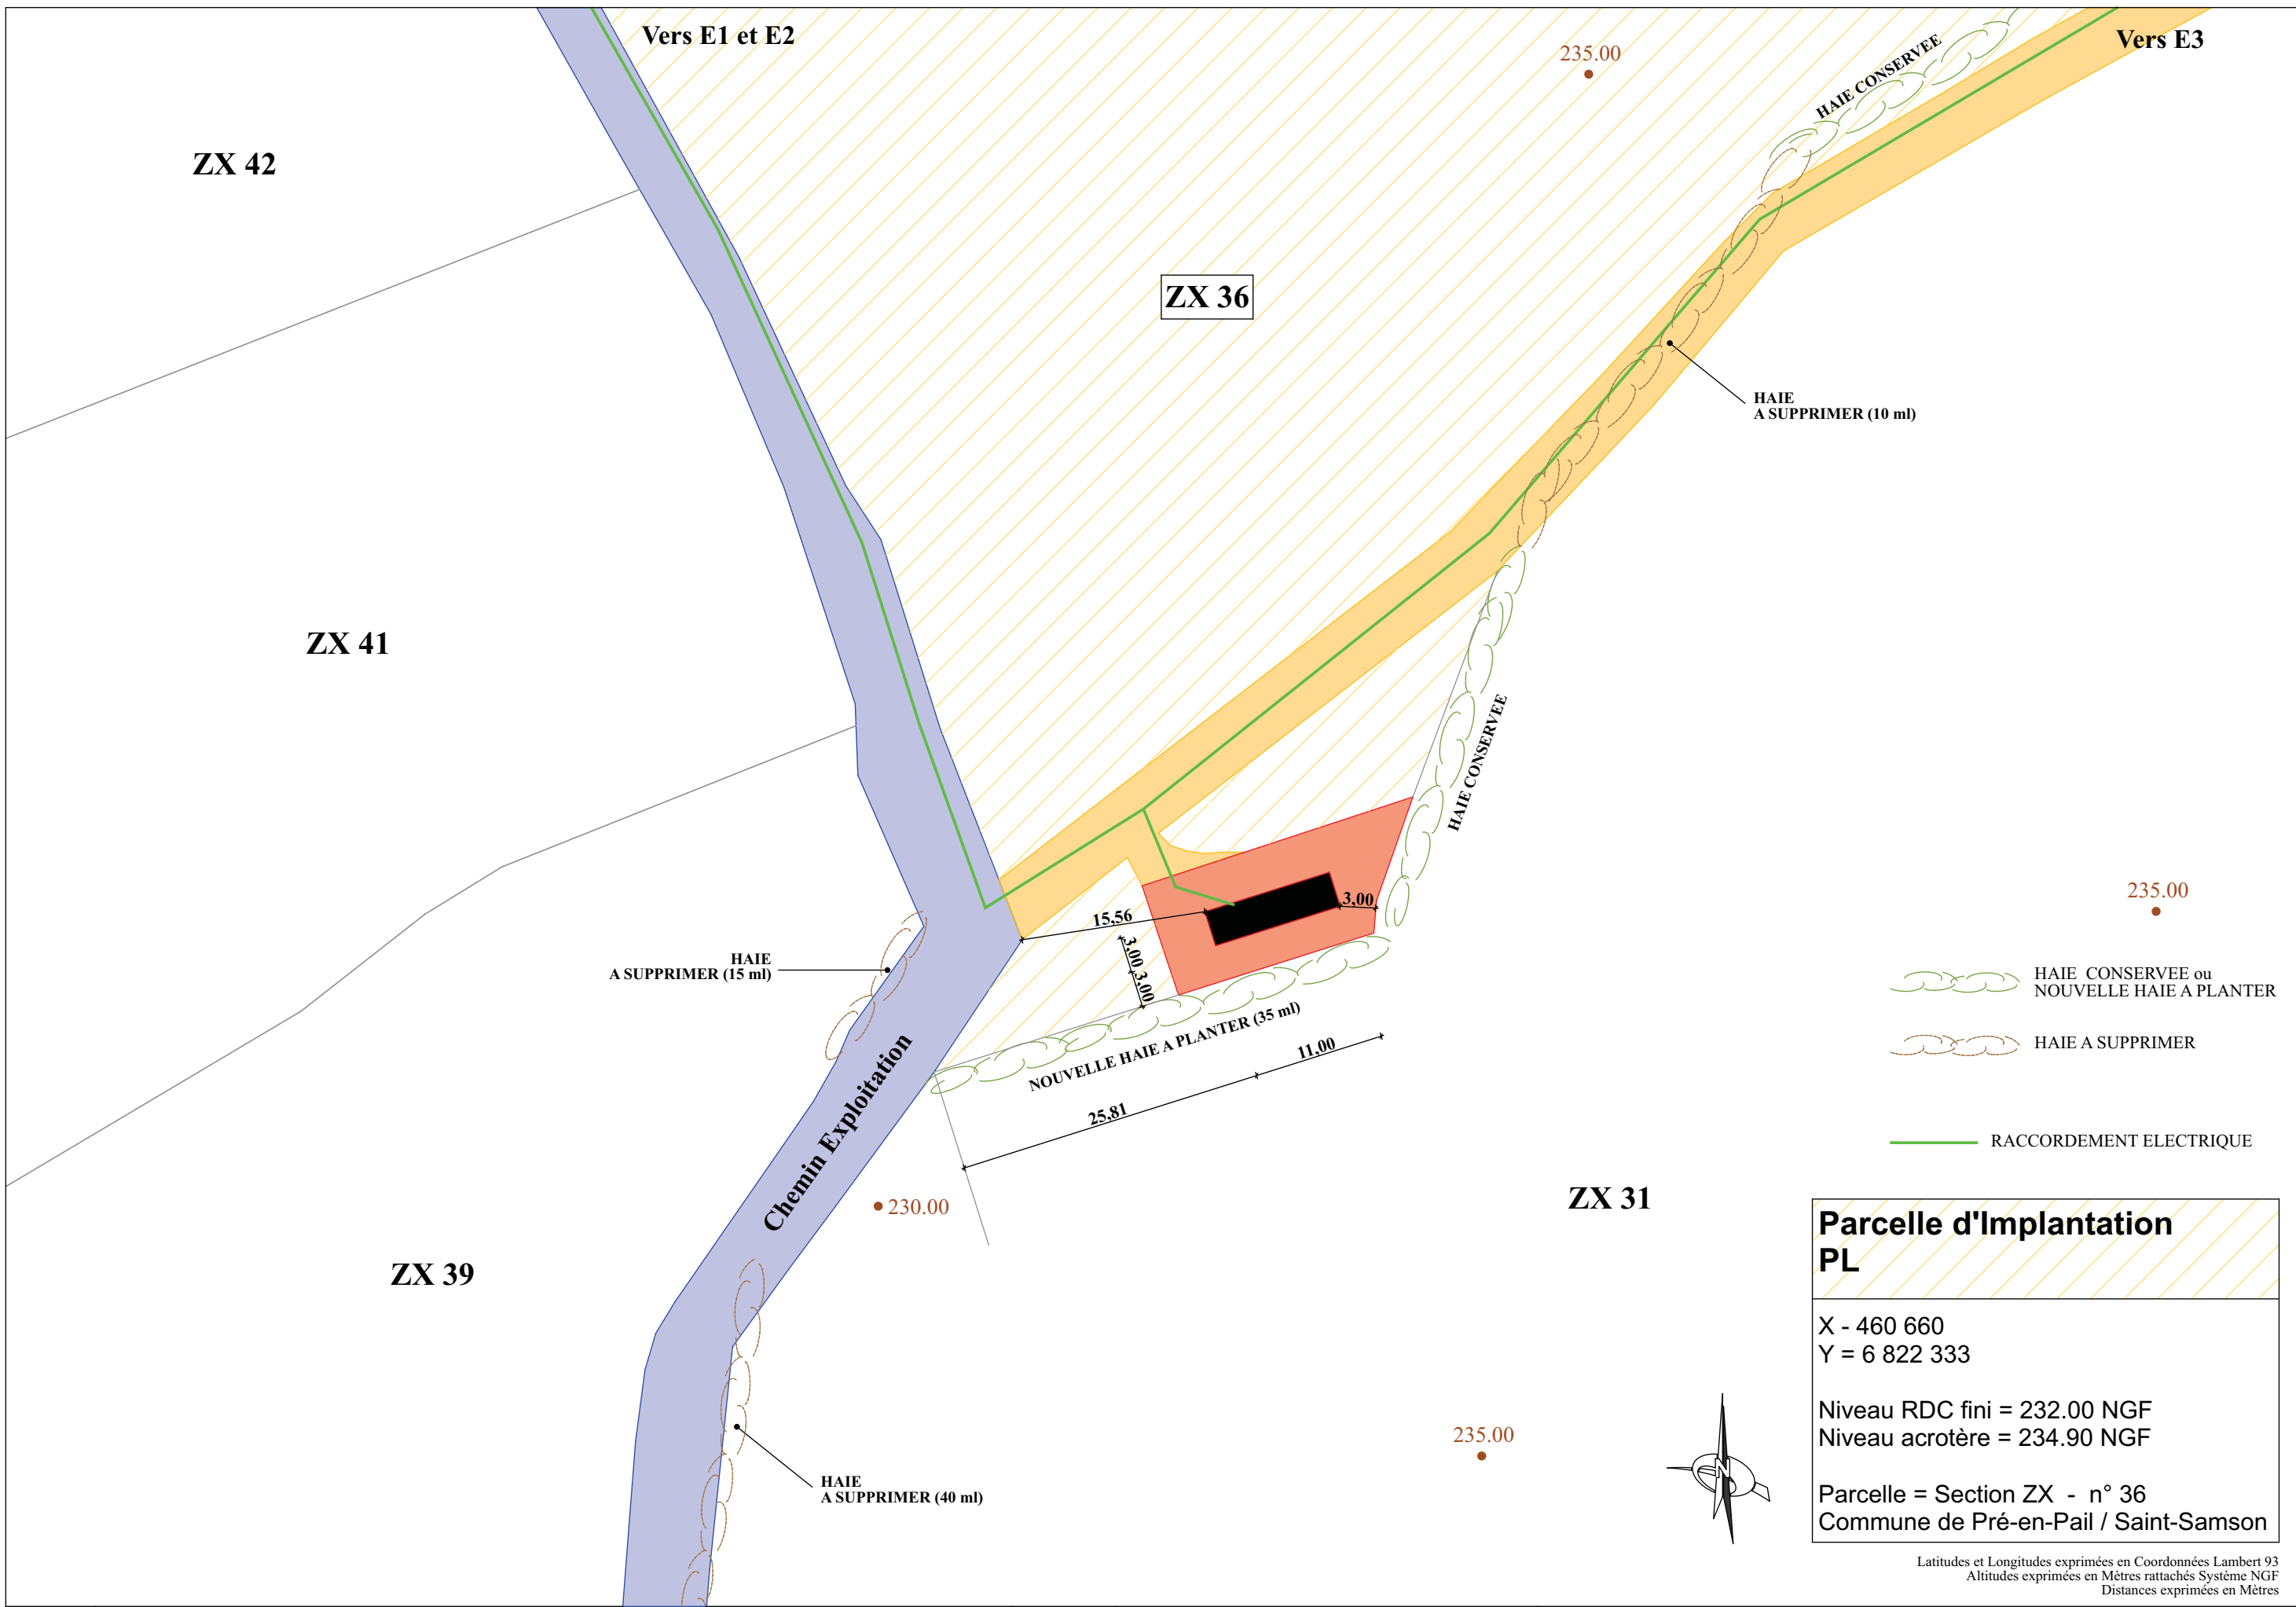 Vers E1 et E2
235.00
Vers E3
HAIE CONSERVEE
ZX 42
ZX 36
HAIE
A SUPPRIMER (10 ml)
ZX 41
HAIE CONSERVEE
235.00
15,56
3,00
3,00
3,00
HAIE
A SUPPRIMER (15 ml)
HAIE CONSERVEE ou
NOUVELLE HAIE A PLANTER
HAIE A SUPPRIMER
NOUVELLE HAIE A PLANTER (35 ml)
11,00
25,81
Chemin Exploitation
RACCORDEMENT ELECTRIQUE
230.00
ZX 31
ZX 39
Parcelle d'Implantation
PL
X - 460 660
Y = 6 822 333
Niveau RDC fini = 232.00 NGF
Niveau acrotère = 234.90 NGF
Parcelle = Section ZX - n° 36
Commune de Pré-en-Pail / Saint-Samson
235.00
N
HAIE
A SUPPRIMER (40 ml)
Latitudes et Longitudes exprimées en Coordonnées Lambert 93
Altitudes exprimées en Mètres rattachés Système NGF
Distances exprimées en Mètres